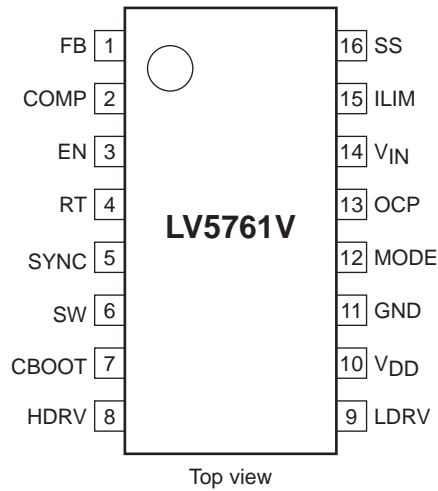 FB 1 16 SS
COMP 2 15 ILIM
EN 3 14 VIN
RT 4 13 OCP
LV5761V
SYNC 5 12 MODE
SW 6 11 GND
CBOOT 7 10 VDD
HDRV 8 9 LDRV
Top view